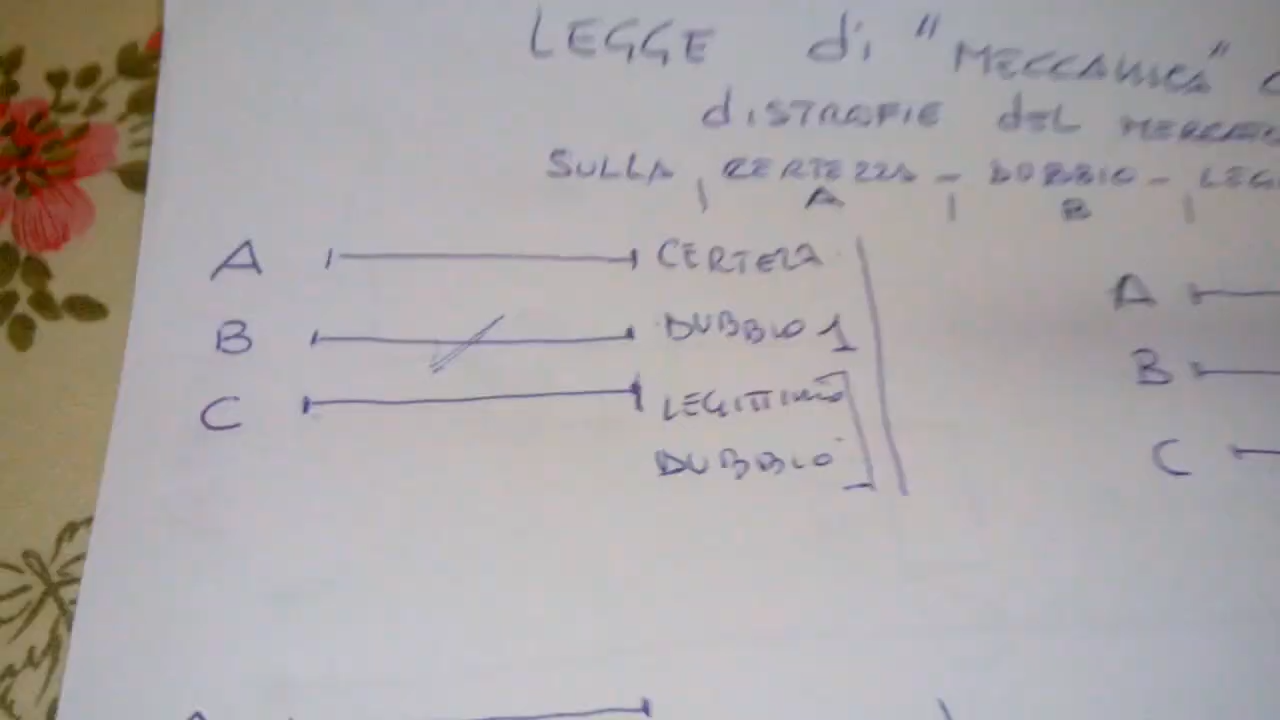 LEGGE di "MECCANICA"
DISTROFIE DEL
SULLA CERTEZZA - DUBBIO -
A B
A CERTEZZA
B DUBBIO 1
C LEGITTIMO
DUBBIO
A
B
C